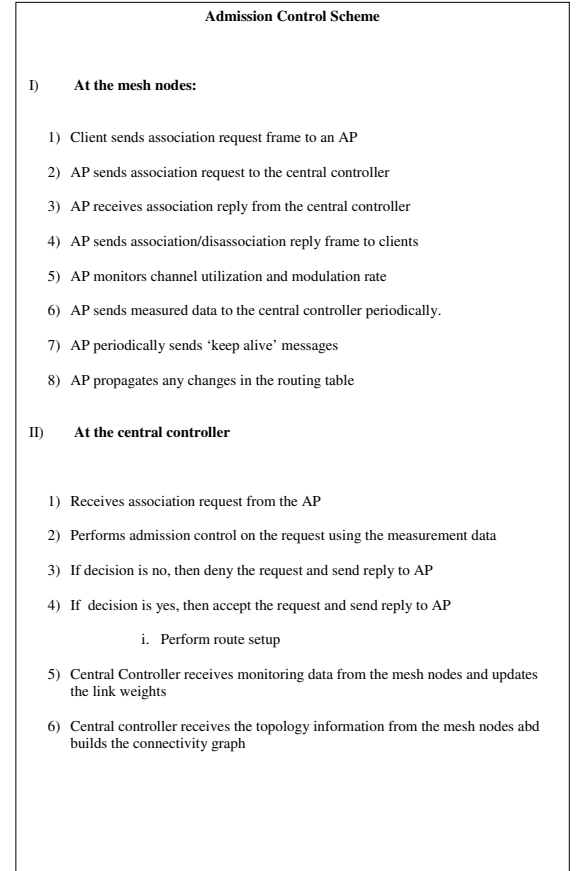 Admission Control Scheme
I) At the mesh nodes:
1) Client sends association request frame to an AP
2) AP sends association request to the central controller
3) AP receives association reply from the central controller
4) AP sends association/disassociation reply frame to clients
5) AP monitors channel utilization and modulation rate
6) AP sends measured data to the central controller periodically.
7) AP periodically sends ‘keep alive’ messages
8) AP propagates any changes in the routing table
II) At the central controller
1) Receives association request from the AP
2) Performs admission control on the request using the measurement data
3) If decision is no, then deny the request and send reply to AP
4) If decision is yes, then accept the request and send reply to AP
i. Perform route setup
5) Central Controller receives monitoring data from the mesh nodes and updates
the link weights
6) Central controller receives the topology information from the mesh nodes abd
builds the connectivity graph